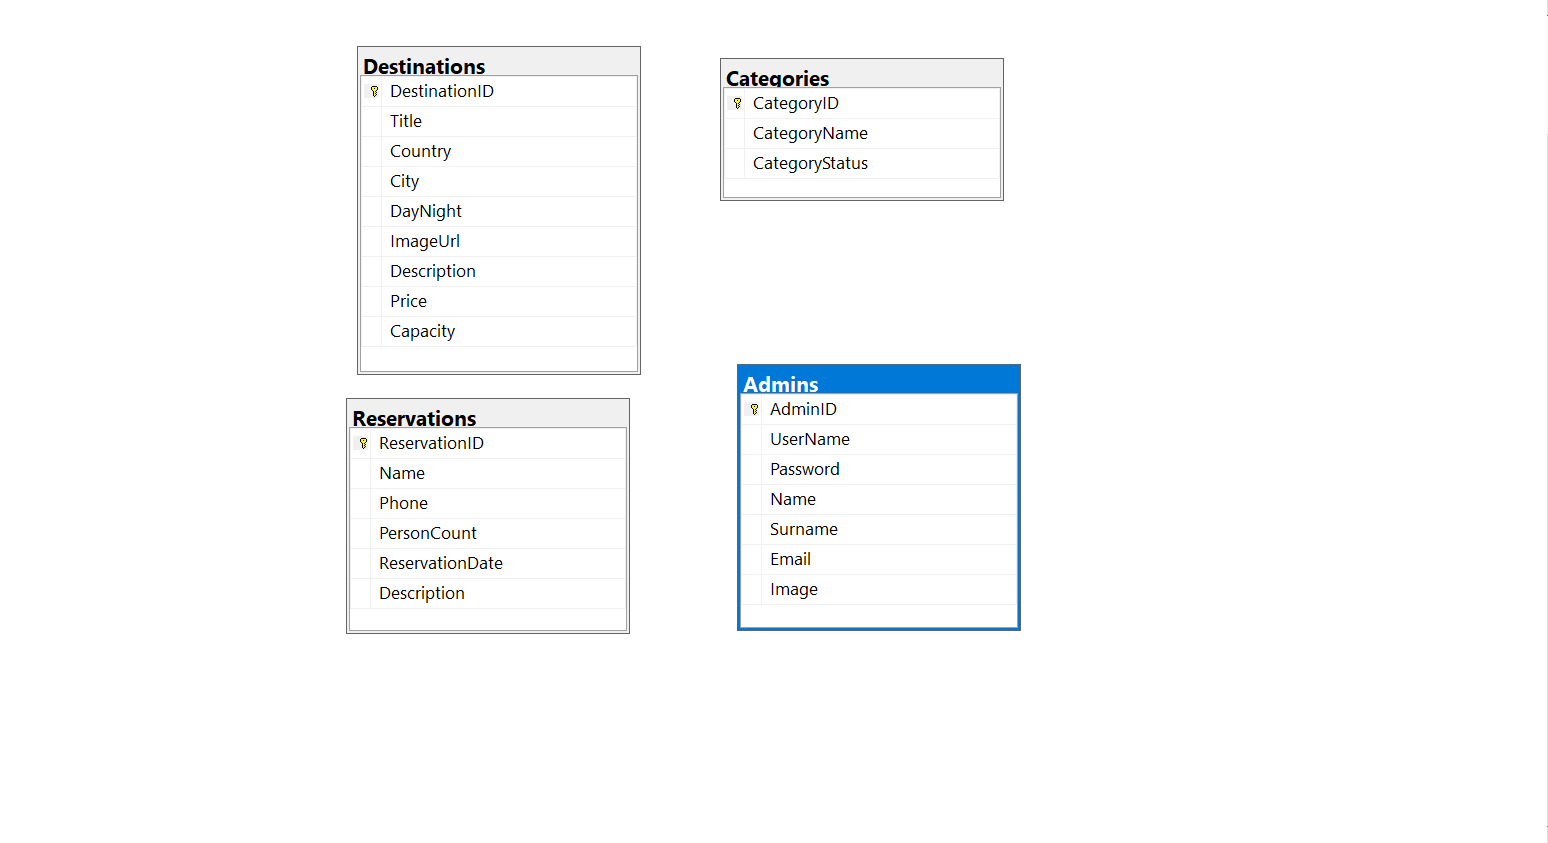 Destinations
DestinationID
Title
Country
City
DayNight
ImageUrl
Description
Price
Capacity
Categories
CategoryID
CategoryName
CategoryStatus
Reservations
ReservationID
Name
Phone
PersonCount
ReservationDate
Description
Admins
AdminID
UserName
Password
Name
Surname
Email
Image